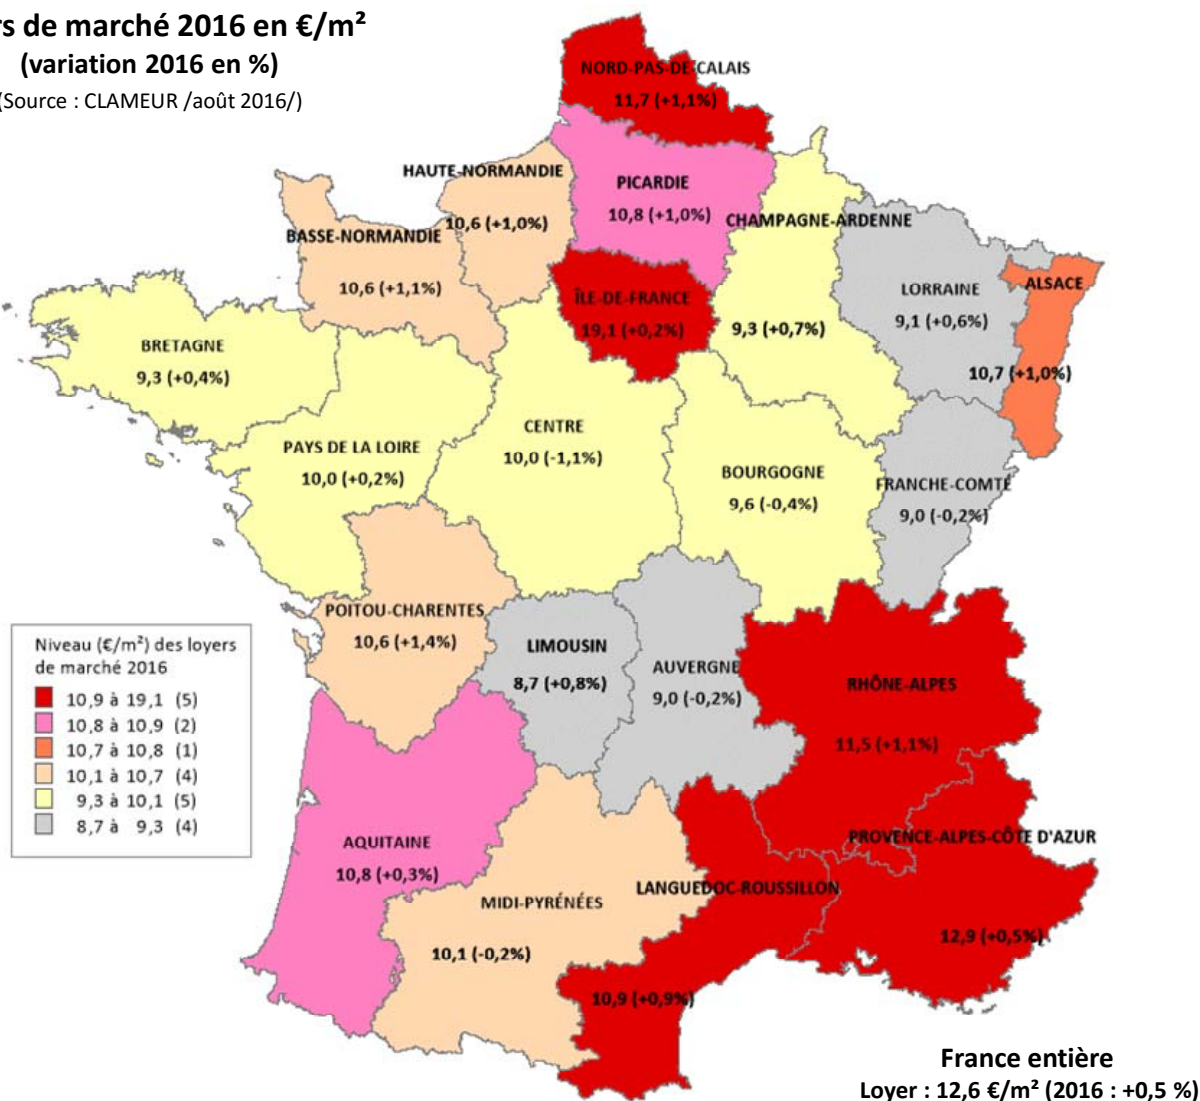 rs de marché 2016 en €/m²
(variation 2016 en %)
(Source : CLAMEUR /août 2016/)
NORD-PAS-DE-CALAIS
11,7 (+1,1%)
HAUTE-NORMANDIE
10,6 (+1,0%)
PICARDIE
10,8 (+1,0%)
CHAMPAGNE-ARDENNE
9,3 (+0,7%)
BASSE-NORMANDIE
10,6 (+1,1%)
ÎLE-DE-FRANCE
19,1 (+0,2%)
LORRAINE
9,1 (+0,6%)
ALSACE
10,7 (+1,0%)
BRETAGNE
9,3 (+0,4%)
PAYS DE LA LOIRE
10,0 (+0,2%)
CENTRE
10,0 (-1,1%)
BOURGOGNE
9,6 (-0,4%)
FRANCHE-COMTÉ
9,0 (-0,2%)
POITOU-CHARENTES
10,6 (+1,4%)
LIMOUSIN
8,7 (+0,8%)
AUVERGNE
9,0 (-0,2%)
RHÔNE-ALPES
11,5 (+1,1%)
Niveau (€/m²) des loyers
de marché 2016
10,9 à 19,1 (5)
10,8 à 10,9 (2)
10,7 à 10,8 (1)
10,1 à 10,7 (4)
9,3 à 10,1 (5)
8,7 à 9,3 (4)
AQUITAINE
10,8 (+0,3%)
MIDI-PYRÉNÉES
10,1 (-0,2%)
LANGUEDOC-ROUSSILLON
10,9 (+0,9%)
PROVENCE-ALPES-CÔTE D'AZUR
12,9 (+0,5%)
France entière
Loyer : 12,6 €/m² (2016 : +0,5 %)